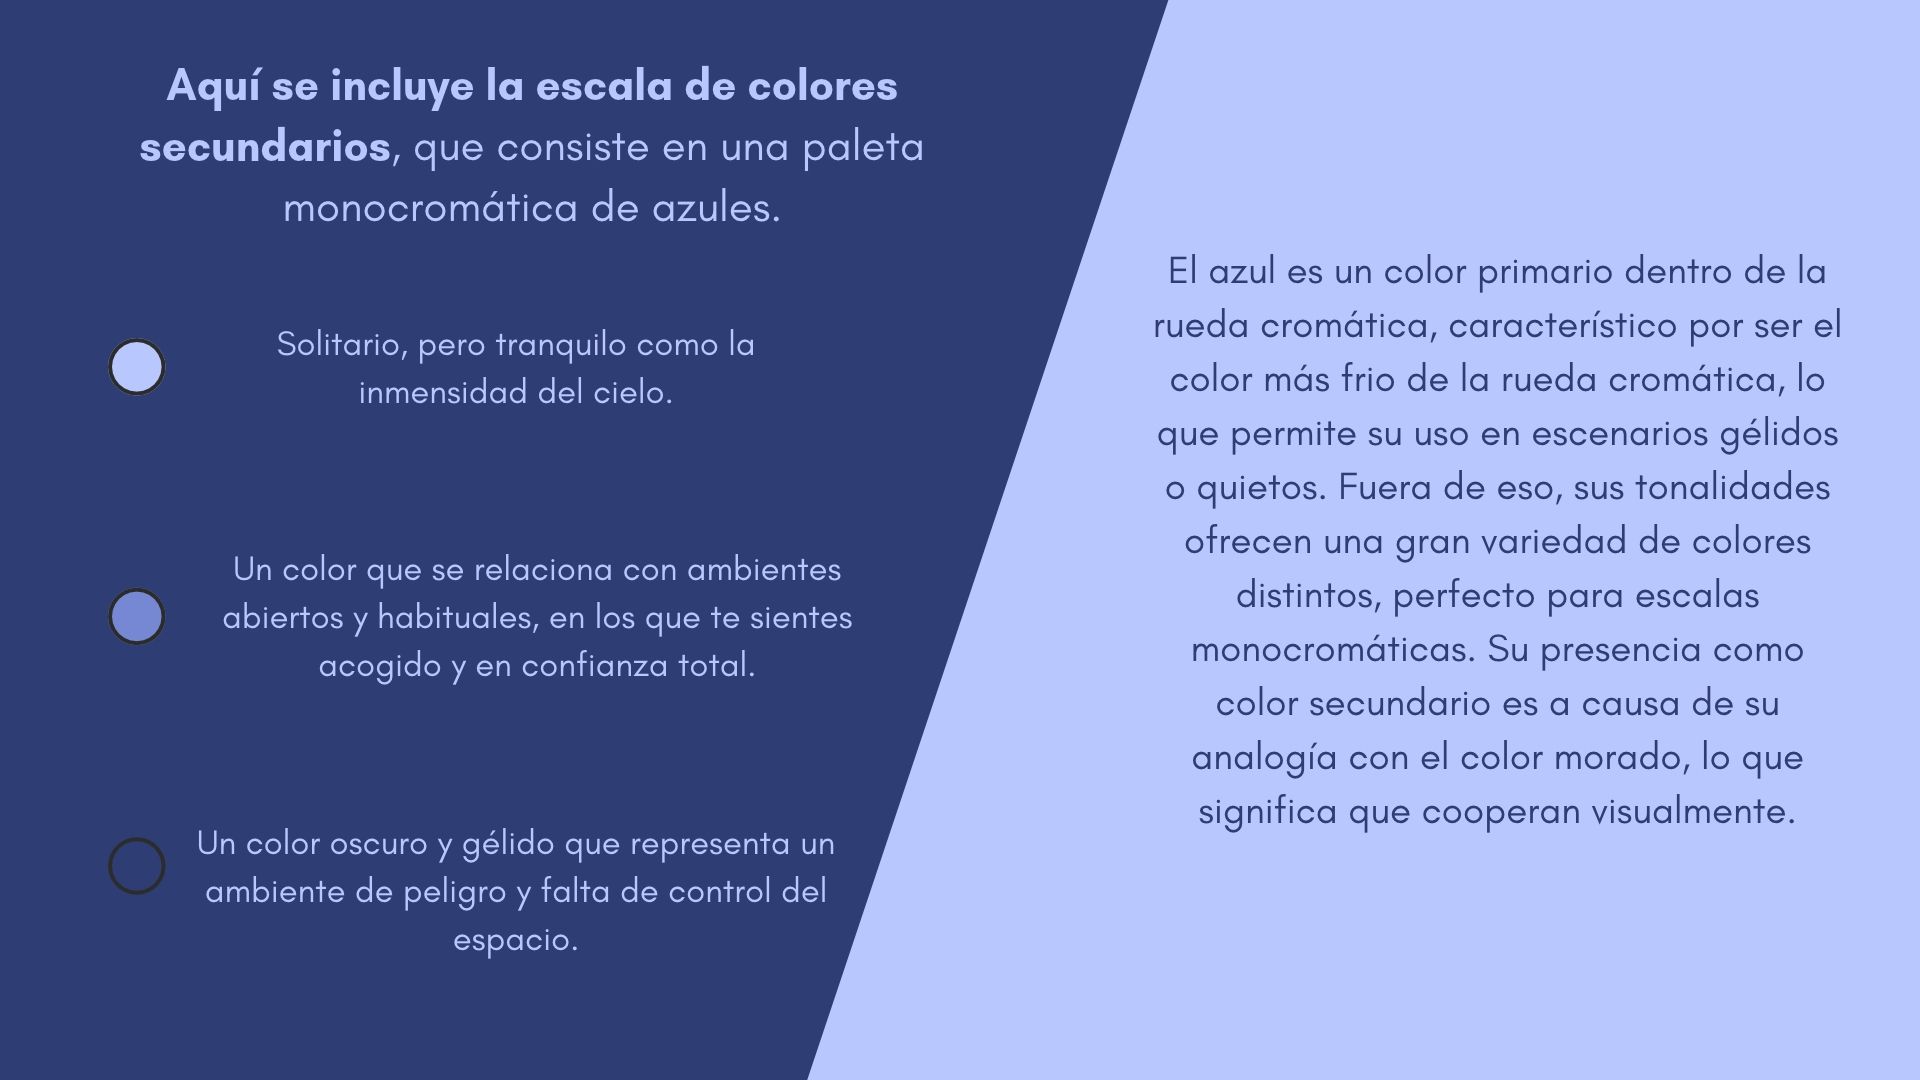 Aquí se incluye la escala de colores
secundarios, que consiste en una paleta
monocromática de azules.
Solitario, pero tranquilo como la
inmensidad del cielo.
Un color que se relaciona con ambientes
abiertos y habituales, en los que te sientes
acogido y en confianza total.
Un color oscuro y gélido que representa un
ambiente de peligro y falta de control del
espacio.
El azul es un color primario dentro de la
rueda cromática, característico por ser el
color más frio de la rueda cromática, lo
que permite su uso en escenarios gélidos
o quietos. Fuera de eso, sus tonalidades
ofrecen una gran variedad de colores
distintos, perfecto para escalas
monocromáticas. Su presencia como
color secundario es a causa de su
analogía con el color morado, lo que
significa que cooperan visualmente.